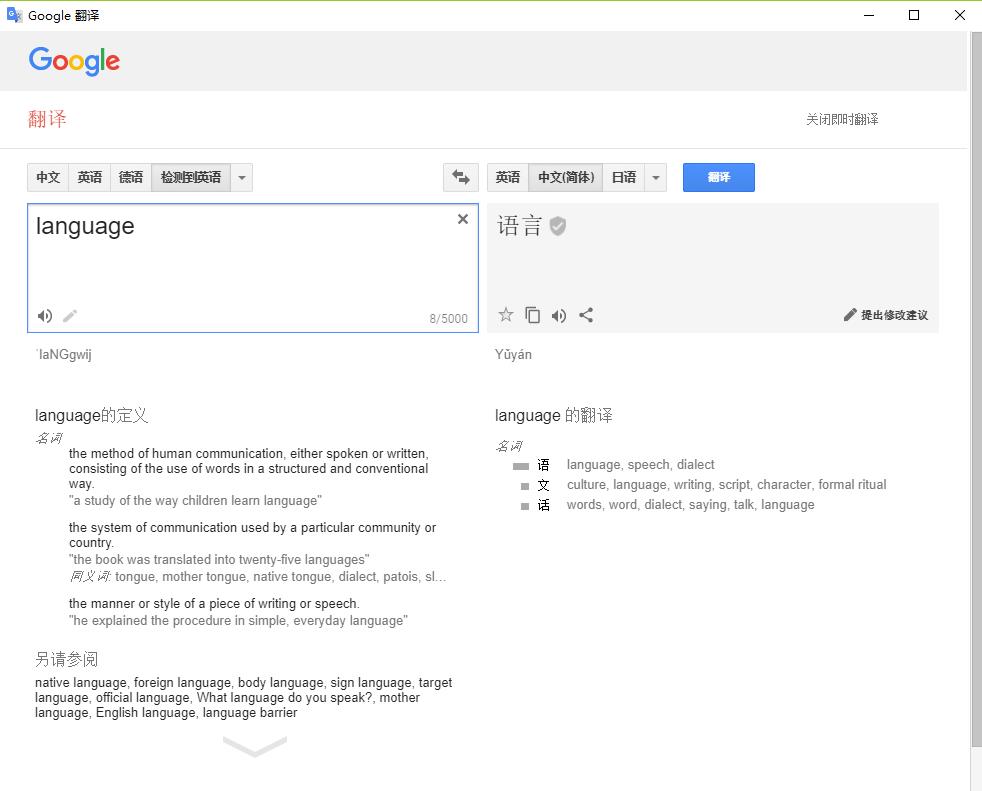 Google 翻译
Google
翻译
关闭即时翻译
中文 英语 德语 检测到英语
英语 中文(简体) 日语
翻译
language
8/5000
语言
提出修改建议
ˈlaNGgwij
Yǔyán
language的定义
名词
the method of human communication, either spoken or written,
consisting of the use of words in a structured and conventional
way.
"a study of the way children learn language"
the system of communication used by a particular community or
country.
"the book was translated into twenty-five languages"
同义词: tongue, mother tongue, native tongue, dialect, patois, sl...
the manner or style of a piece of writing or speech.
"he explained the procedure in simple, everyday language"
另请参阅
native language, foreign language, body language, sign language, target
language, official language, What language do you speak?, mother
language, English language, language barrier
language 的翻译
名词
语 language, speech, dialect
文 culture, language, writing, script, character, formal ritual
话 words, word, dialect, saying, talk, language